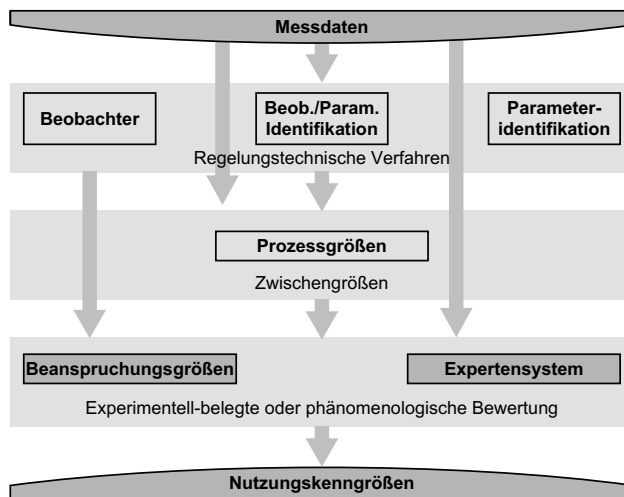 Messdaten
Beobachter
Beob./Param.
Identifikation
Parameter-
identifikation
Regelungstechnische Verfahren
Prozessgrößen
Zwischengrößen
Beanspruchungsgrößen
Expertensystem
Experimentell-belegte oder phänomenologische Bewertung
Nutzungskenngrößen